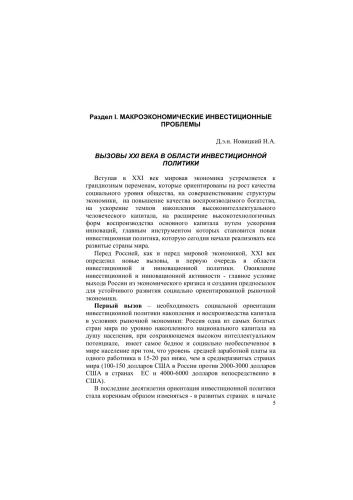 Раздел I. МАКРОЭКОНОМИЧЕСКИЕ ИНВЕСТИЦИОННЫЕ
ПРОБЛЕМЫ
Д.э.н. Новицкий Н.А.
ВЫЗОВЫ XXI ВЕКА В ОБЛАСТИ ИНВЕСТИЦИОННОЙ
ПОЛИТИКИ
Вступая в XXI век мировая экономика устремляется к
грандиозным переменам, которые ориентированы на рост качества
социального уровня общества, на совершенствование структуры
экономики, на повышение качества воспроизводимого богатства,
на ускорение темпов накопления высокоинтеллектуального
человеческого капитала, на расширение высокотехнологичных
форм воспроизводства основного капитала путем ускорения
инноваций, главным инструментом которых становится новая
инвестиционная политика, которую сегодня начали реализовать все
развитые страны мира.
Перед Россией, как и перед мировой экономикой, XXI век
определил новые вызовы, в первую очередь в области
инвестиционной и инновационной политики. Оживление
инвестиционной и инновационной активности - главное условие
выхода России из экономического кризиса и создания предпосылок
для устойчивого развития социально ориентированной рыночной
экономики.
Первый вызов – необходимость социальной ориентации
инвестиционной политики накопления и воспроизводства капитала
в условиях рыночной экономики: Россия одна из самых богатых
стран мира по уровню накопленного национального капитала на
душу населения, при сохраняющемся высоком интеллектуальном
потенциале, имеет самое бедное и социально необеспеченное в
мире население при том, что уровень средней заработной платы на
одного работника в 15-20 раз ниже, чем в среднеразвитых странах
мира (100-150 долларов США в России против 2000-3000 долларов
США в странах ЕС и 4000-6000 долларов непосредственно в
США).
В последние десятилетия ориентация инвестиционной политики
стала коренным образом изменяться - в развитых странах в начале
5